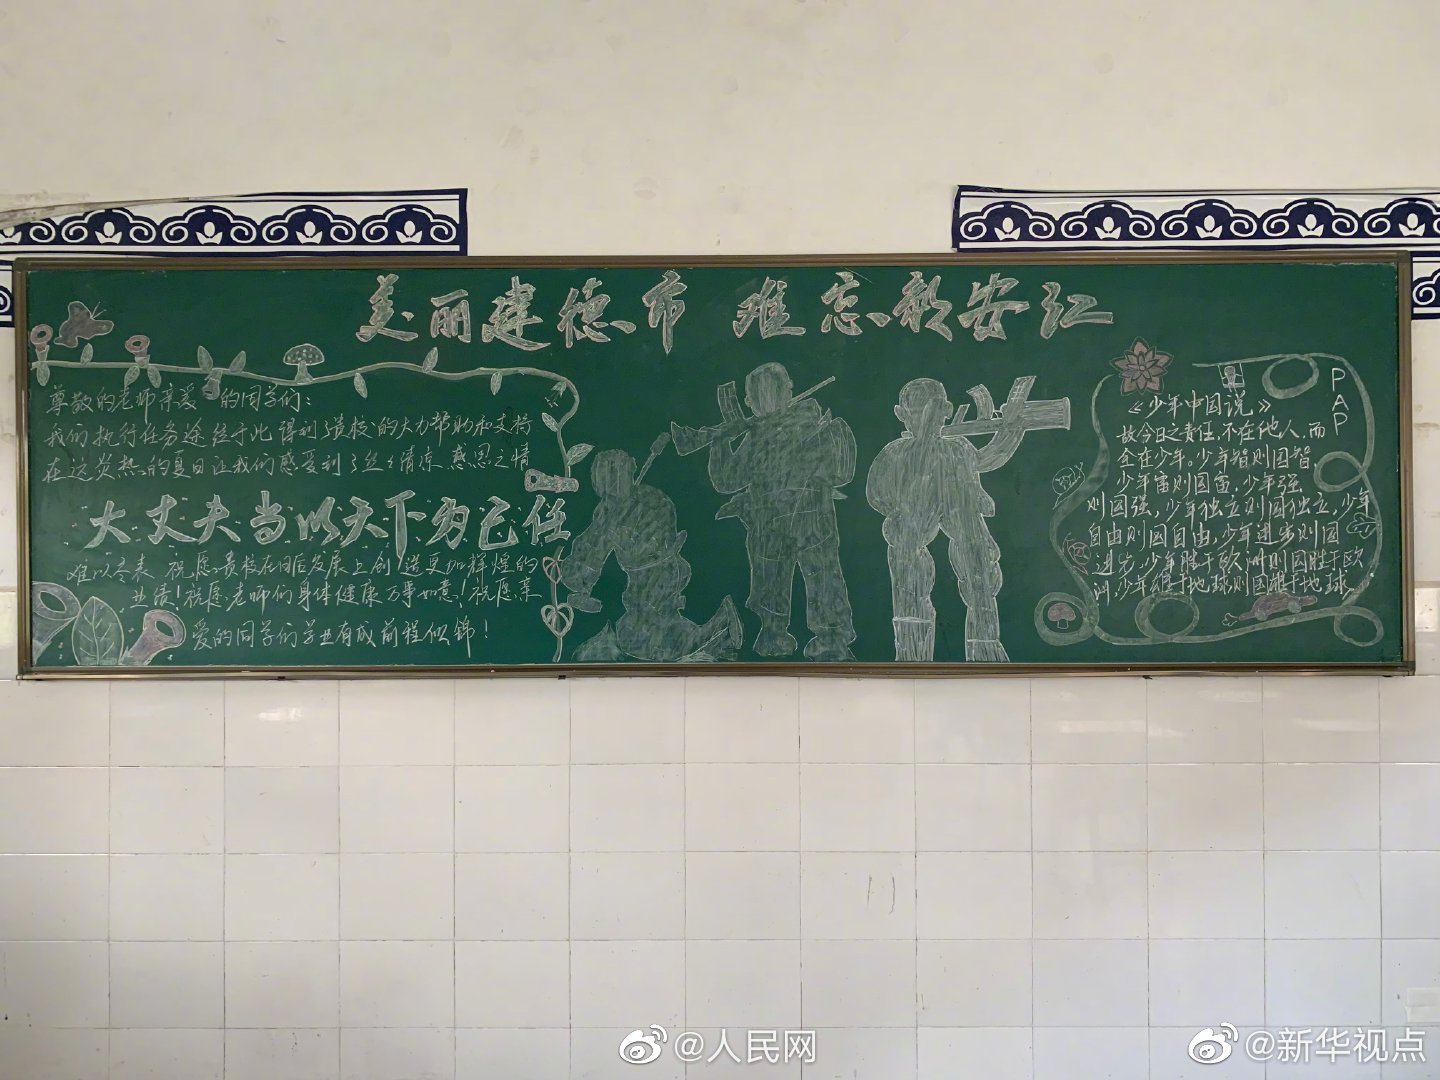 美丽建德市 难忘新安江
尊敬的老师亲爱的同学们：
我们执行任务途经于此得到了贵校的大力帮助和支持
在这炎热的夏日让我们感受到了丝丝清凉、感恩之情
大丈夫当以天下为己任
难以言表 祝愿贵校在日后发展上创造更加辉煌的
业绩！祝愿老师们身体健康万事如意！祝愿亲
爱的同学们学业有成前程似锦！
PAP
《少年中国说》
故今日之责任，不在他人，而
全在少年。少年智则国智，
少年富则国富，少年强
则国强，少年独立则国独立，少年
自由则国自由，少年进步则国
进步，少年胜于欧洲则国胜于欧
洲，少年雄于地球则国雄于地球。
@人民网
@新华视点